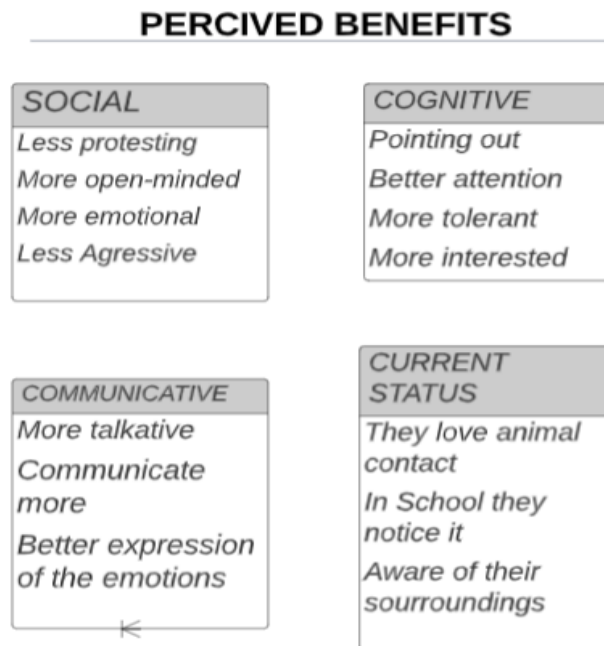 PERCIVED BENEFITS
SOCIAL
Less protesting
More open-minded
More emotional
Less Agressive
COGNITIVE
Pointing out
Better attention
More tolerant
More interested
COMMUNICATIVE
More talkative
Communicate
more
Better expression
of the emotions
CURRENT
STATUS
They love animal
contact
In School they
notice it
Aware of their
sourroundings